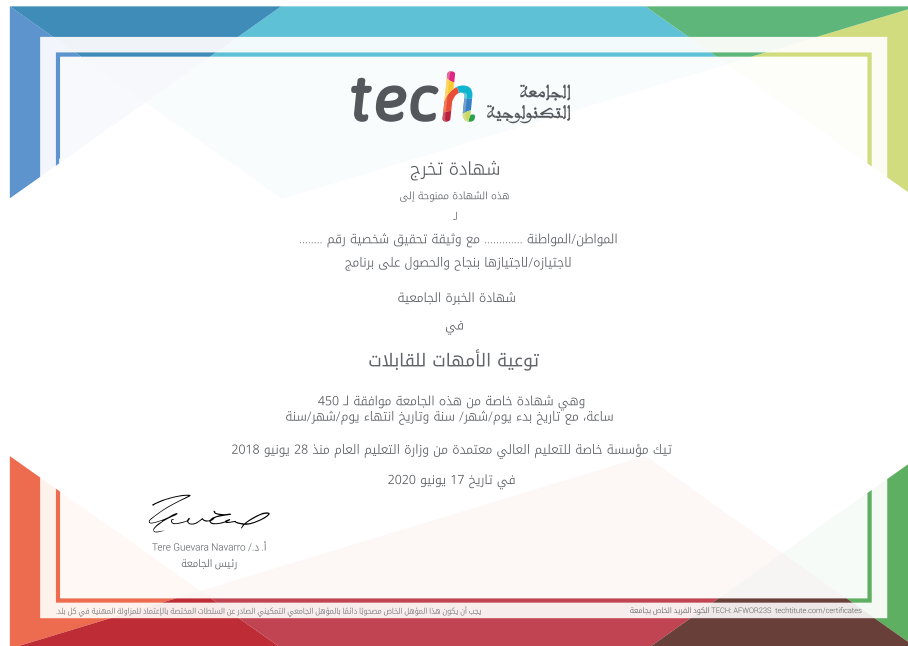 tech الجامعة
التكنولوجية
شهادة تخرج
هذه الشهادة ممنوحة إلى
لـ
المواطن/المواطنة ............ مع وثيقة تحقيق شخصية رقم ........
لاجتيازه/لاجتيازها بنجاح والحصول على برنامج
شهادة الخبرة الجامعية
في
توعية الأمهات للقابلات
وهي شهادة خاصة من هذه الجامعة موافقة لـ 450
ساعة، مع تاريخ بدء يوم/شهر/ سنة وتاريخ انتهاء يوم/شهر/سنة
تيك مؤسسة خاصة للتعليم العالي معتمدة من وزارة التعليم العام منذ 28 يونيو 2018
في تاريخ 17 يونيو 2020
أ. د./ Tere Guevara Navarro
رئيس الجامعة
يجب أن يكون هذا المؤهل الخاص مصحوبًا دائمًا بالمؤهل الجامعي التمكيني الصادر عن السلطات المختصة بالإعتماد للمزاولة المهنية في كل بلد.
الكود الفريد الخاص بجامعة TECH: AFWOR23S techtitute.com/certificates